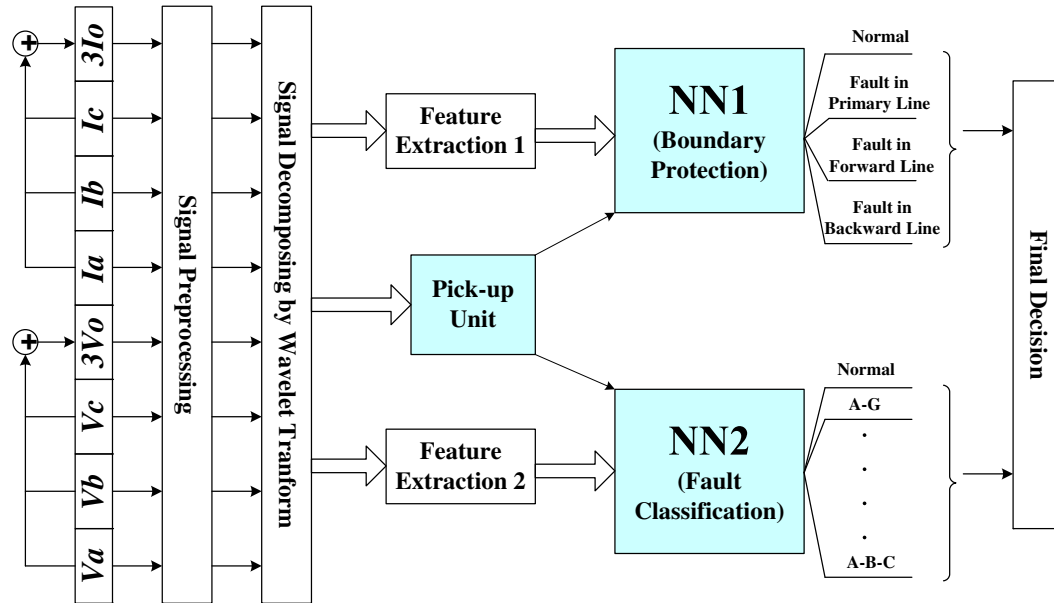 3Io
Ic
Ib
Ia
3Vo
Vc
Vb
Va
Signal Preprocessing
Signal Decomposing by Wavelet Tranform
Feature
Extraction 1
Pick-up
Unit
Feature
Extraction 2
NN1
(Boundary
Protection)
NN2
(Fault
Classification)
Normal
Fault in
Primary Line
Fault in
Forward Line
Fault in
Backward Line
Normal
A-G
.
.
.
.
A-B-C
Final Decision